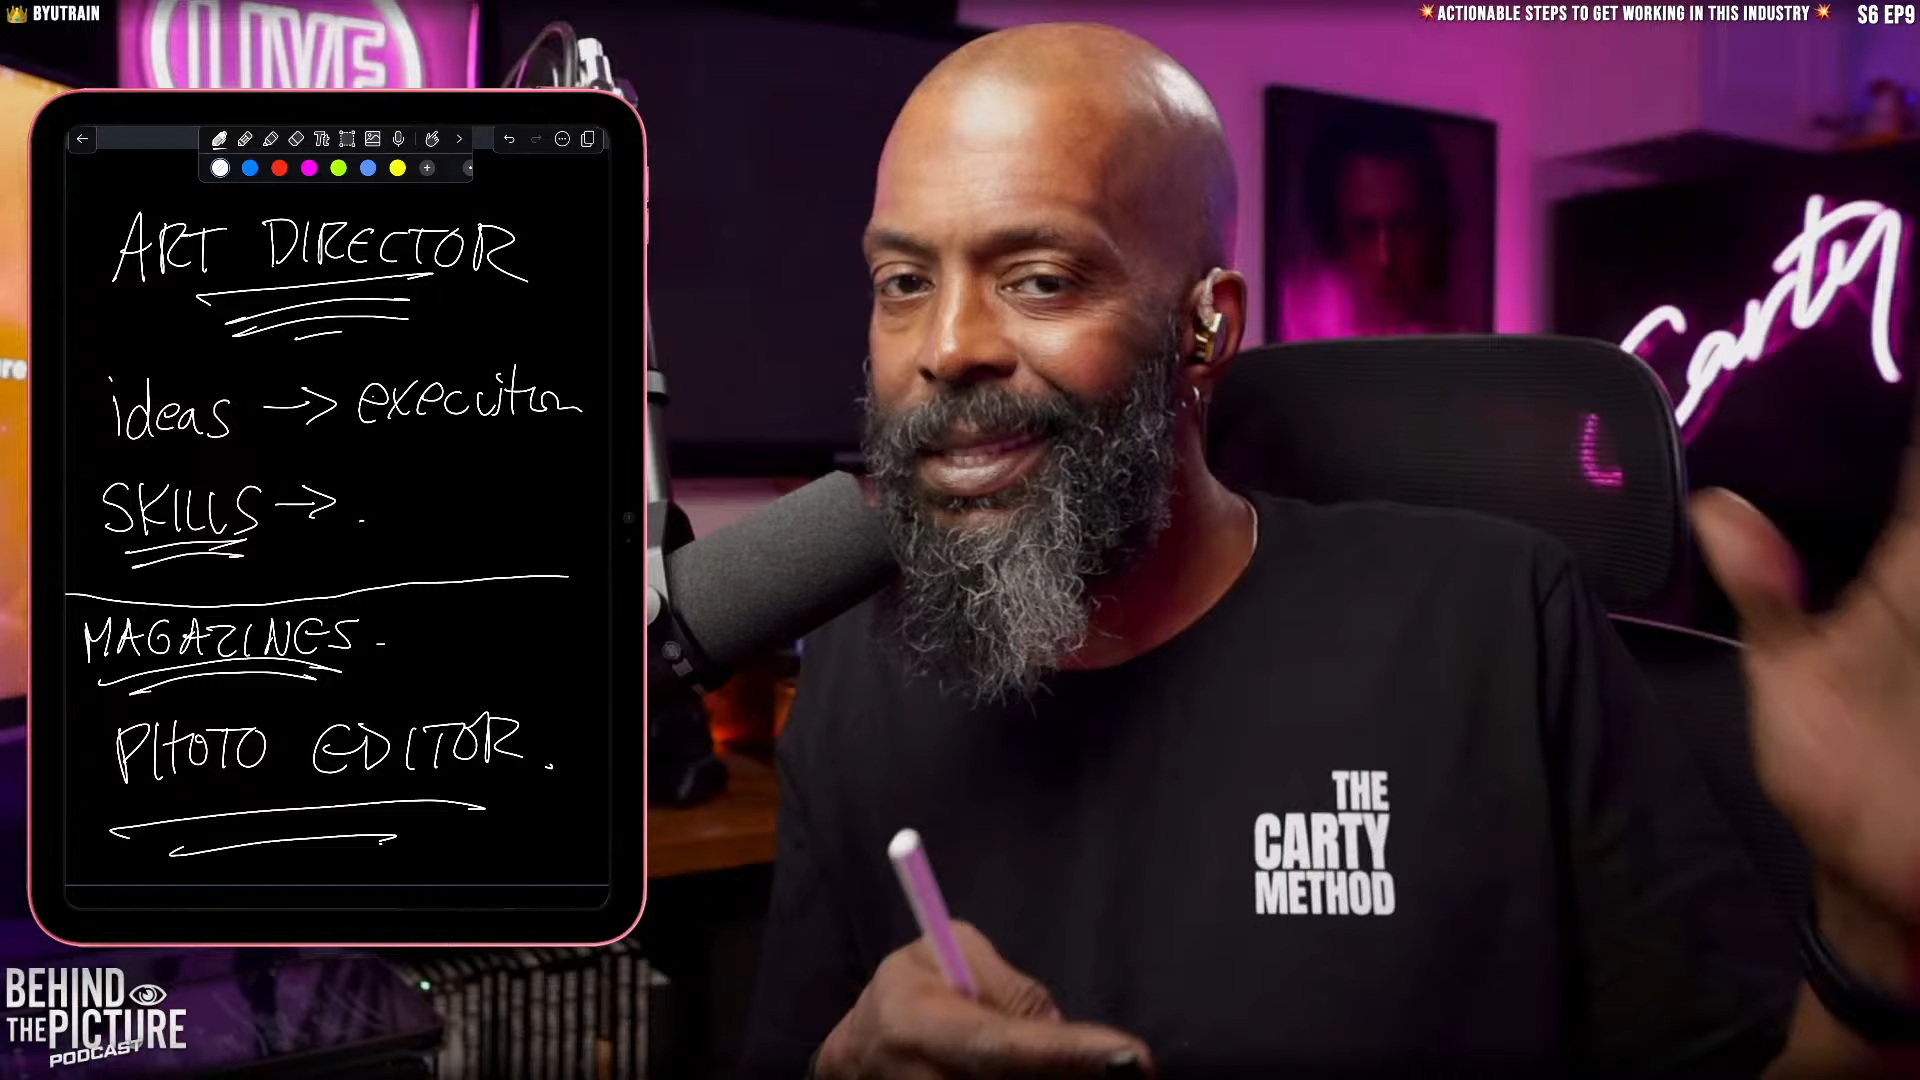 👑 BYUTRAIN
💥ACTIONABLE STEPS TO GET WORKING IN THIS INDUSTRY 💥
S6 EP9
LIVE
ART DIRECTOR
ideas → execution
SKILLS → .
MAGAZINES -
PHOTO EDITOR.
Carty
THE
CARTY
METHOD
BEHIND
THE PICTURE
PODCAST